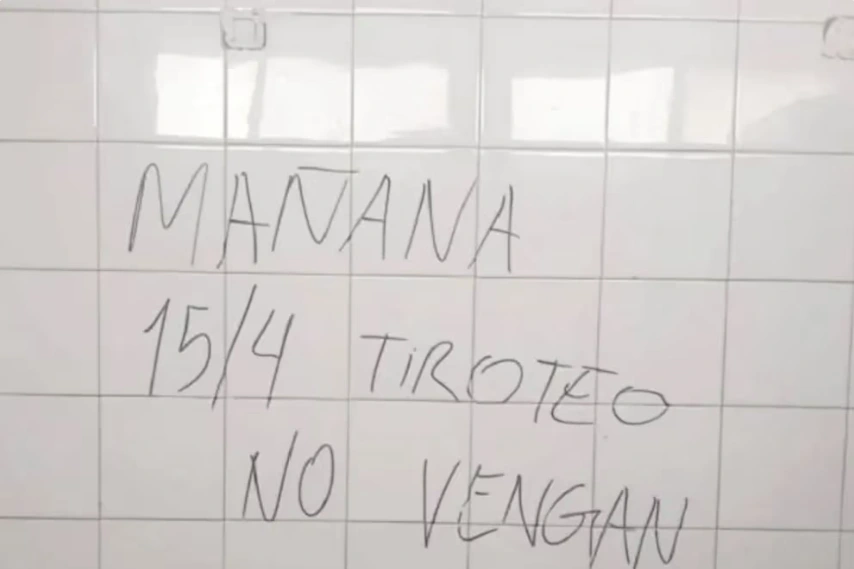 MAÑANA
15/4 TIROTEO
NO VENGAN